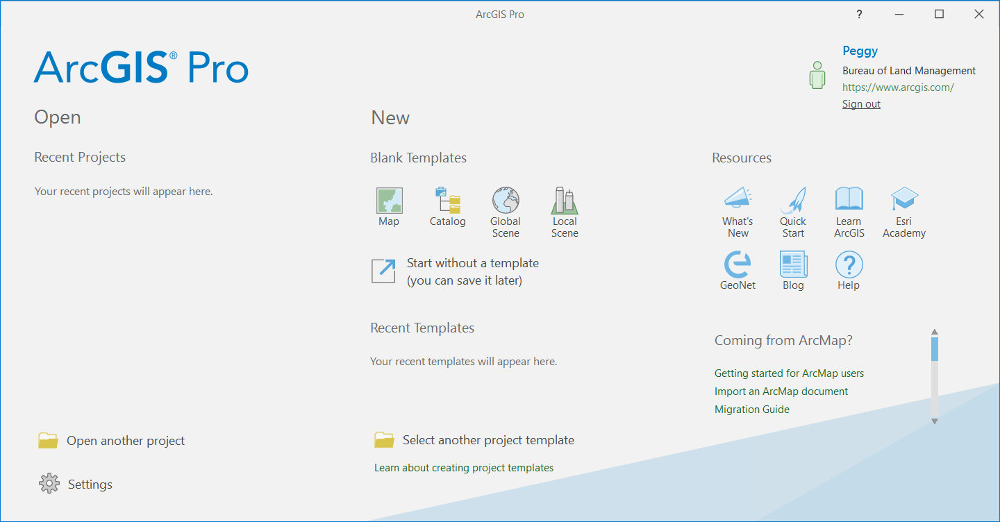 ArcGIS Pro
?
ArcGIS® Pro
Peggy
Bureau of Land Management
https://www.arcgis.com/
Sign out
Open
Recent Projects
Your recent projects will appear here.
Open another project
Settings
New
Blank Templates
Map
Catalog
Global
Scene
Local
Scene
Start without a template
(you can save it later)
Recent Templates
Your recent templates will appear here.
Select another project template
Learn about creating project templates
Resources
What's
New
Quick
Start
Learn
ArcGIS
Esri
Academy
GeoNet
Blog
?
Help
Coming from ArcMap?
Getting started for ArcMap users
Import an ArcMap document
Migration Guide